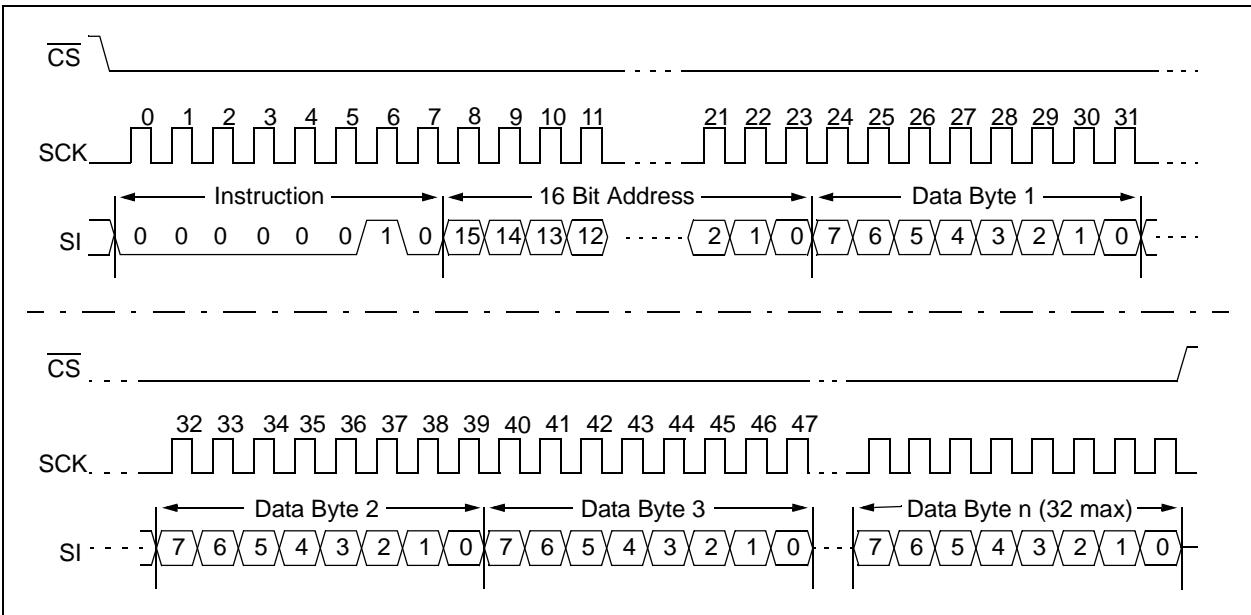 CS
0 1 2 3 4 5 6 7 8 9 10 11 21 22 23 24 25 26 27 28 29 30 31
SCK
Instruction 16 Bit Address Data Byte 1
SI 0 0 0 0 0 0 1 0 15 14 13 12 2 1 0 7 6 5 4 3 2 1 0
CS
32 33 34 35 36 37 38 39 40 41 42 43 44 45 46 47
SCK
Data Byte 2 Data Byte 3 Data Byte n (32 max)
SI 7 6 5 4 3 2 1 0 7 6 5 4 3 2 1 0 7 6 5 4 3 2 1 0